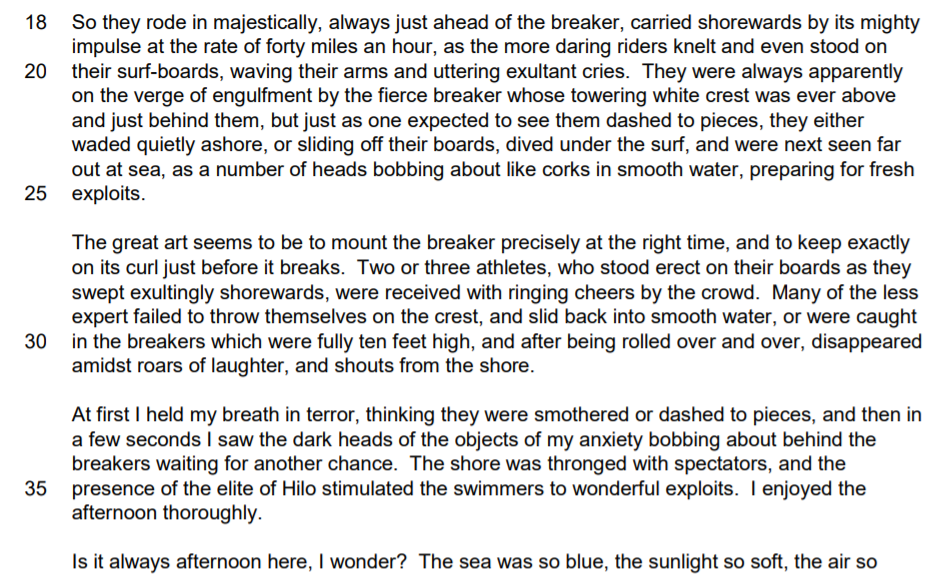 18 So they rode in majestically, always just ahead of the breaker, carried shorewards by its mighty
impulse at the rate of forty miles an hour, as the more daring riders knelt and even stood on
20 their surf-boards, waving their arms and uttering exultant cries. They were always apparently
on the verge of engulfment by the fierce breaker whose towering white crest was ever above
and just behind them, but just as one expected to see them dashed to pieces, they either
waded quietly ashore, or sliding off their boards, dived under the surf, and were next seen far
out at sea, as a number of heads bobbing about like corks in smooth water, preparing for fresh
25 exploits.
The great art seems to be to mount the breaker precisely at the right time, and to keep exactly
on its curl just before it breaks. Two or three athletes, who stood erect on their boards as they
swept exultingly shorewards, were received with ringing cheers by the crowd. Many of the less
expert failed to throw themselves on the crest, and slid back into smooth water, or were caught
30 in the breakers which were fully ten feet high, and after being rolled over and over, disappeared
amidst roars of laughter, and shouts from the shore.
At first I held my breath in terror, thinking they were smothered or dashed to pieces, and then in
a few seconds I saw the dark heads of the objects of my anxiety bobbing about behind the
breakers waiting for another chance. The shore was thronged with spectators, and the
35 presence of the elite of Hilo stimulated the swimmers to wonderful exploits. I enjoyed the
afternoon thoroughly.
Is it always afternoon here, I wonder? The sea was so blue, the sunlight so soft, the air so